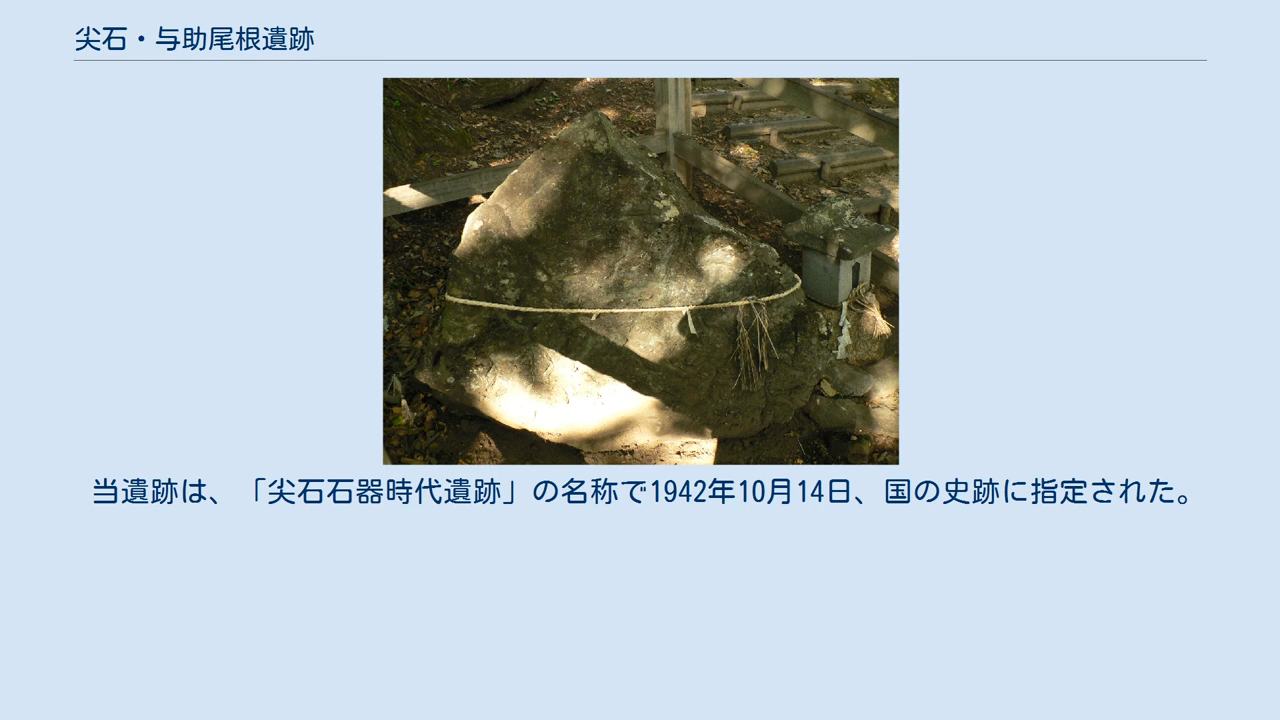 尖石・与助尾根遺跡
当遺跡は、「尖石石器時代遺跡」の名称で1942年10月14日、国の史跡に指定された。